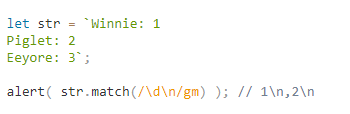 let str = `Winnie: 1
Piglet: 2
Eeyore: 3`;
alert( str.match(/\d\n/gm) ); // 1\n,2\n